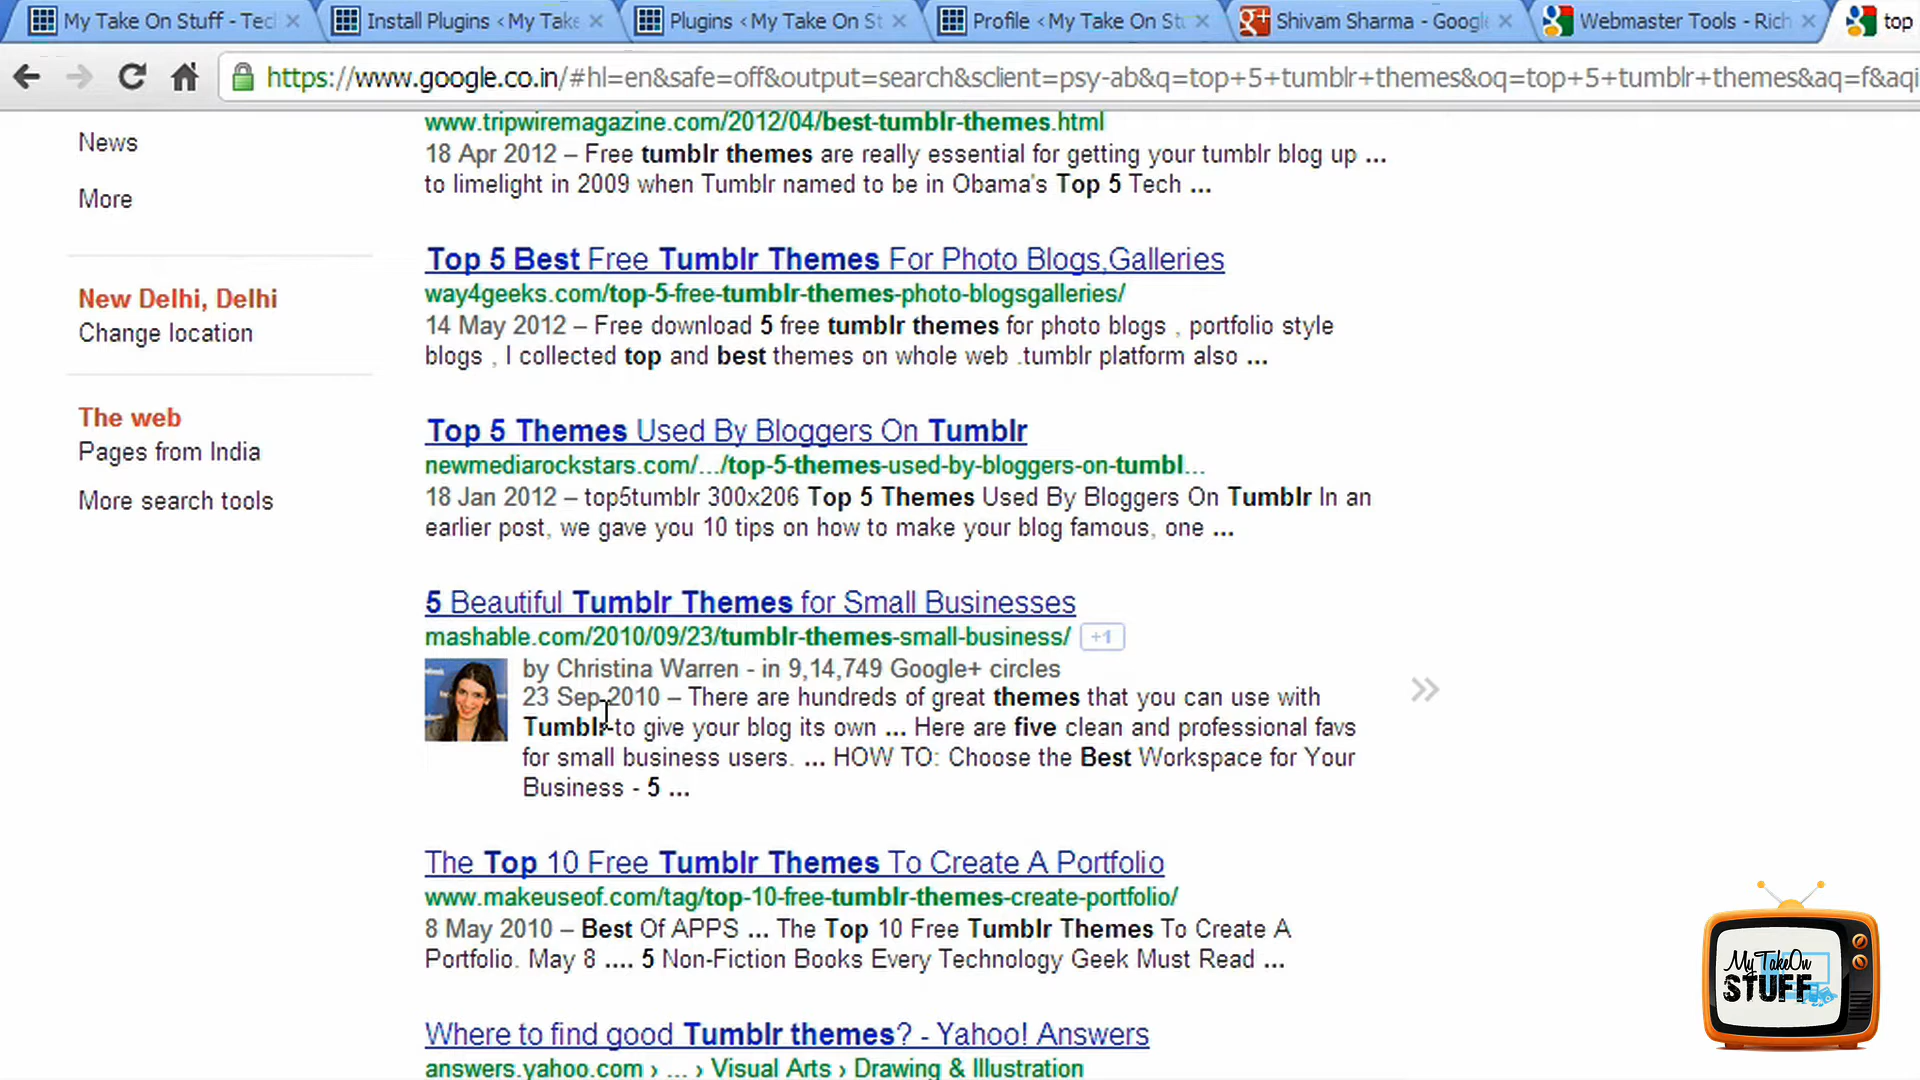 My Take On Stuff - Tec
Install Plugins < My Take
Plugins < My Take On St
Profile < My Take On Stu
Shivam Sharma - Google
Webmaster Tools - Rich
top
https://www.google.co.in/#hl=en&safe=off&output=search&sclient=psy-ab&q=top+5+tumblr+themes&oq=top+5+tumblr+themes&aq=f&aqi
News
More
New Delhi, Delhi
Change location
The web
Pages from India
More search tools
www.tripwiremagazine.com/2012/04/best-tumblr-themes.html
18 Apr 2012 – Free tumblr themes are really essential for getting your tumblr blog up ...
to limelight in 2009 when Tumblr named to be in Obama's Top 5 Tech ...
Top 5 Best Free Tumblr Themes For Photo Blogs,Galleries
way4geeks.com/top-5-free-tumblr-themes-photo-blogsgalleries/
14 May 2012 – Free download 5 free tumblr themes for photo blogs , portfolio style
blogs , I collected top and best themes on whole web .tumblr platform also ...
Top 5 Themes Used By Bloggers On Tumblr
newmediarockstars.com/.../top-5-themes-used-by-bloggers-on-tumbl...
18 Jan 2012 – top5tumblr 300x206 Top 5 Themes Used By Bloggers On Tumblr In an
earlier post, we gave you 10 tips on how to make your blog famous, one ...
5 Beautiful Tumblr Themes for Small Businesses
mashable.com/2010/09/23/tumblr-themes-small-business/ +1
by Christina Warren - in 9,14,749 Google+ circles
23 Sep 2010 – There are hundreds of great themes that you can use with
Tumblr to give your blog its own ... Here are five clean and professional favs
for small business users. ... HOW TO: Choose the Best Workspace for Your
Business - 5 ...
The Top 10 Free Tumblr Themes To Create A Portfolio
www.makeuseof.com/tag/top-10-free-tumblr-themes-create-portfolio/
8 May 2010 – Best Of APPS ... The Top 10 Free Tumblr Themes To Create A
Portfolio. May 8 .... 5 Non-Fiction Books Every Technology Geek Must Read ...
Where to find good Tumblr themes? - Yahoo! Answers
answers.yahoo.com › ... › Visual Arts › Drawing & Illustration
My Take On
STUFF